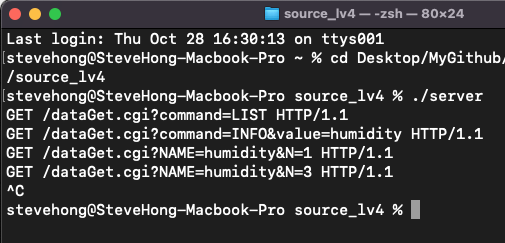 source_lv4 — -zsh — 80×24
Last login: Thu Oct 28 16:30:13 on ttys001
[stevehong@SteveHong-Macbook-Pro ~ % cd Desktop/MyGithub/
/source_lv4
[stevehong@SteveHong-Macbook-Pro source_lv4 % ./server
GET /dataGet.cgi?command=LIST HTTP/1.1
GET /dataGet.cgi?command=INFO&value=humidity HTTP/1.1
GET /dataGet.cgi?NAME=humidity&N=1 HTTP/1.1
GET /dataGet.cgi?NAME=humidity&N=3 HTTP/1.1
^C
stevehong@SteveHong-Macbook-Pro source_lv4 %